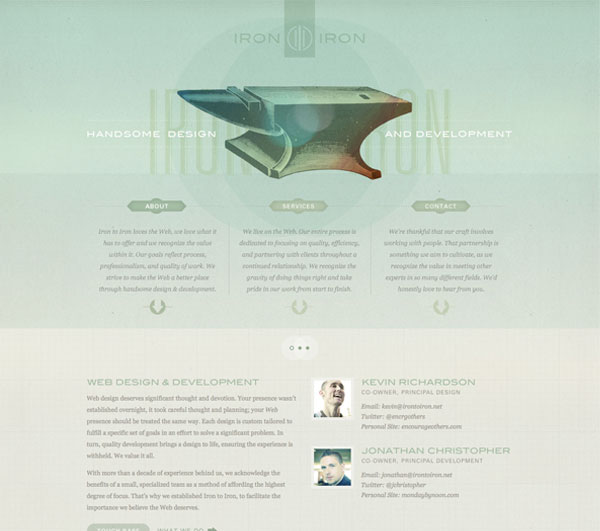 IRON IRON
IRON IRON
HANDSOME DESIGN
AND DEVELOPMENT
ABOUT
Iron to Iron loves the Web, we love what it
has to offer and we recognize the value
within it. Our goals reflect process,
professionalism, and quality of work. We
strive to make the Web a better place
through handsome design & development.
SERVICES
We live on the Web. Our entire process is
dedicated to focusing on quality, efficiency,
and partnering with clients throughout a
continued relationship. We recognize the
gravity of doing things right and take
pride in our work from start to finish.
CONTACT
We're thankful that our craft involves
working with people. That partnership is
something we aim to cultivate, as we
recognize the value in meeting other
experts in so many different fields. We'd
honestly love to hear from you.
WEB DESIGN & DEVELOPMENT
Web design deserves significant thought and devotion. Your presence wasn't
established overnight, it took careful thought and planning; your Web
presence should be treated the same way. Each design is custom tailored to
fulfill a specific set of goals in an effort to solve a significant problem. In
turn, quality development brings a design to life, ensuring the experience is
withheld. We value it all.
With more than a decade of experience behind us, we acknowledge the
benefits of a small, specialized team as a method of affording the highest
degree of focus. That's why we established Iron to Iron, to facilitate the
importance we believe the Web deserves.
WHAT WE DO
KEVIN RICHARDSON
CO-OWNER, PRINCIPAL DESIGN
Email: kevin@irontoiron.net
Twitter: @encrgathers
Personal Site: encouragevothers.com
JONATHAN CHRISTOPHER
CO-OWNER, PRINCIPAL DEVELOPMENT
Email: jonathan@irontoiron.net
Twitter: @jchristopher
Personal Site: mondaybynoon.com